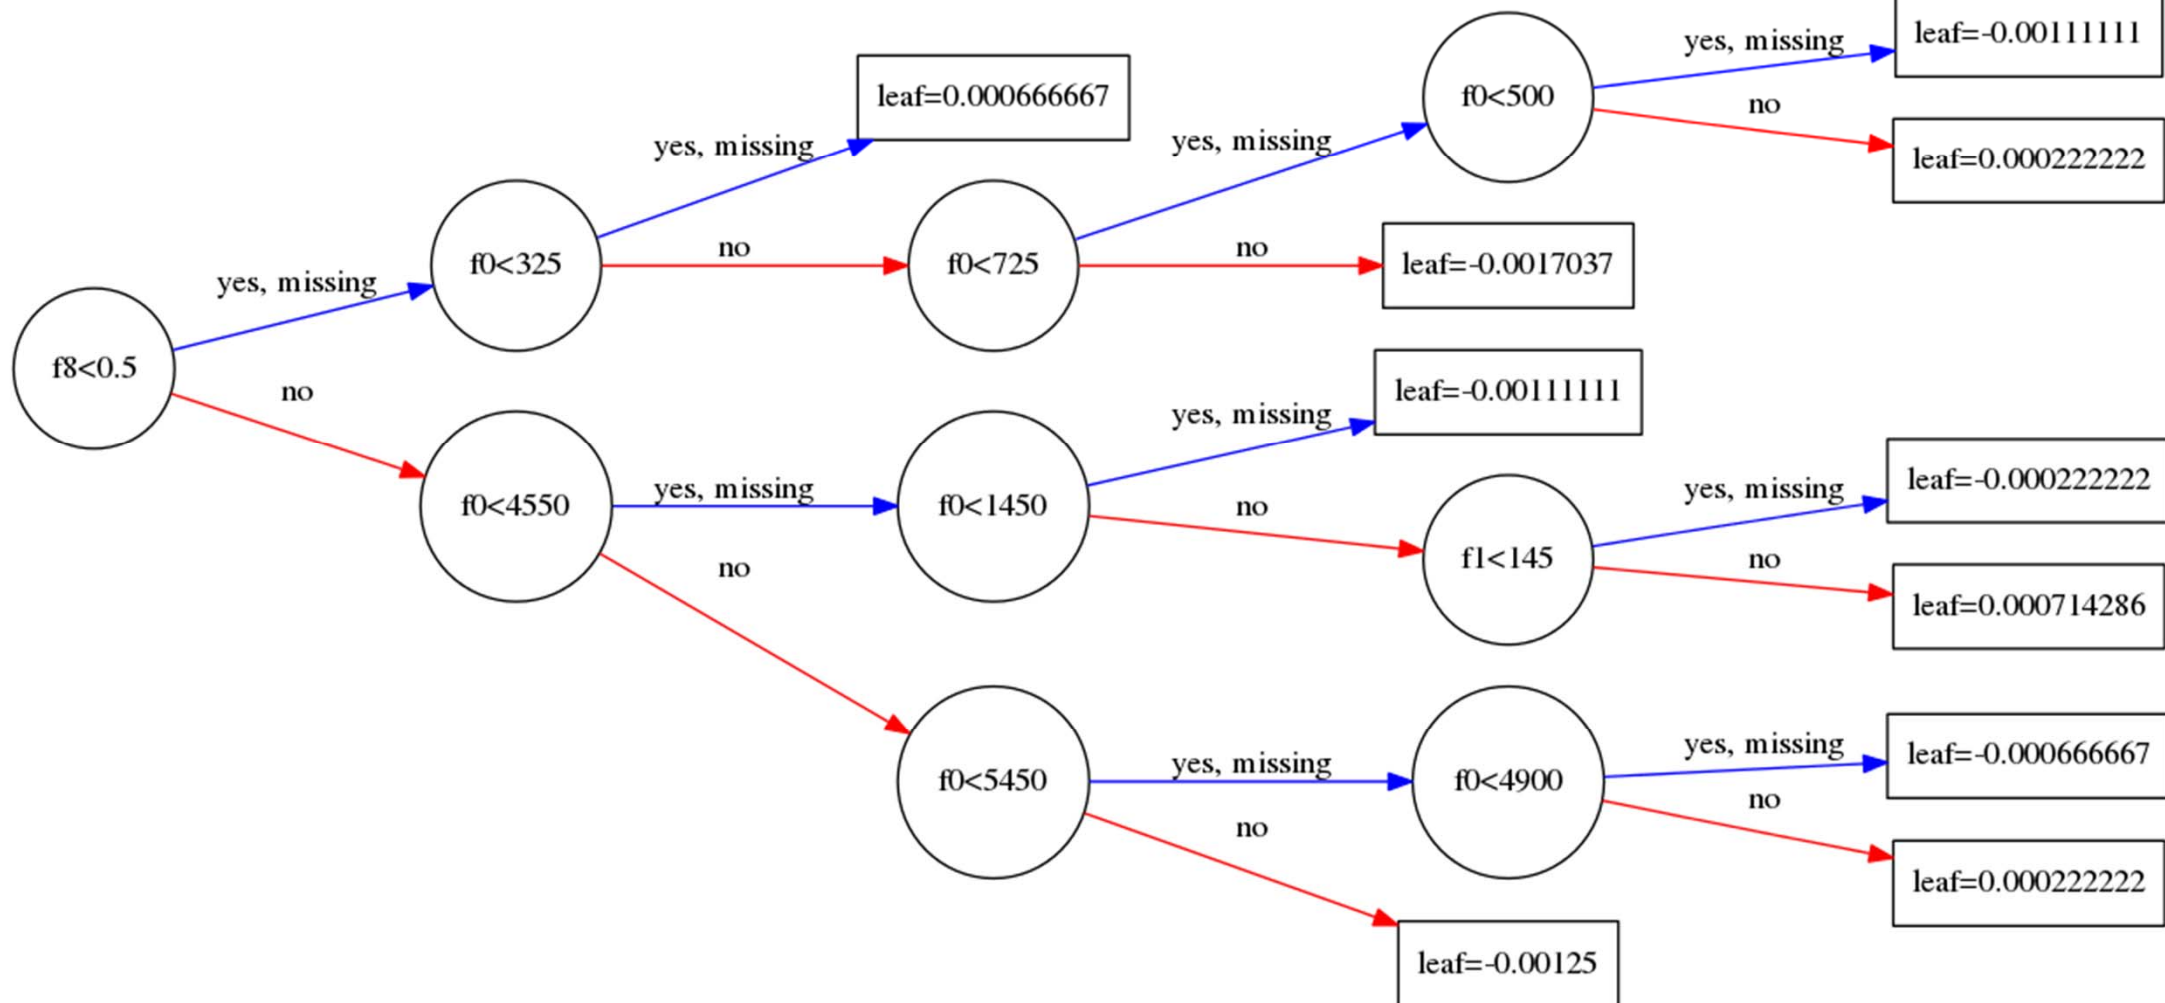 f8<0.5
yes, missing
no
f0<325
yes, missing
no
leaf=0.000666667
f0<725
yes, missing
no
f0<500
yes, missing
no
leaf=-0.00111111
leaf=0.000222222
leaf=-0.0017037
f0<4550
yes, missing
no
f0<1450
yes, missing
no
leaf=-0.00111111
f1<145
yes, missing
no
leaf=-0.000222222
leaf=0.000714286
f0<5450
yes, missing
no
f0<4900
yes, missing
no
leaf=-0.000666667
leaf=0.000222222
leaf=-0.00125